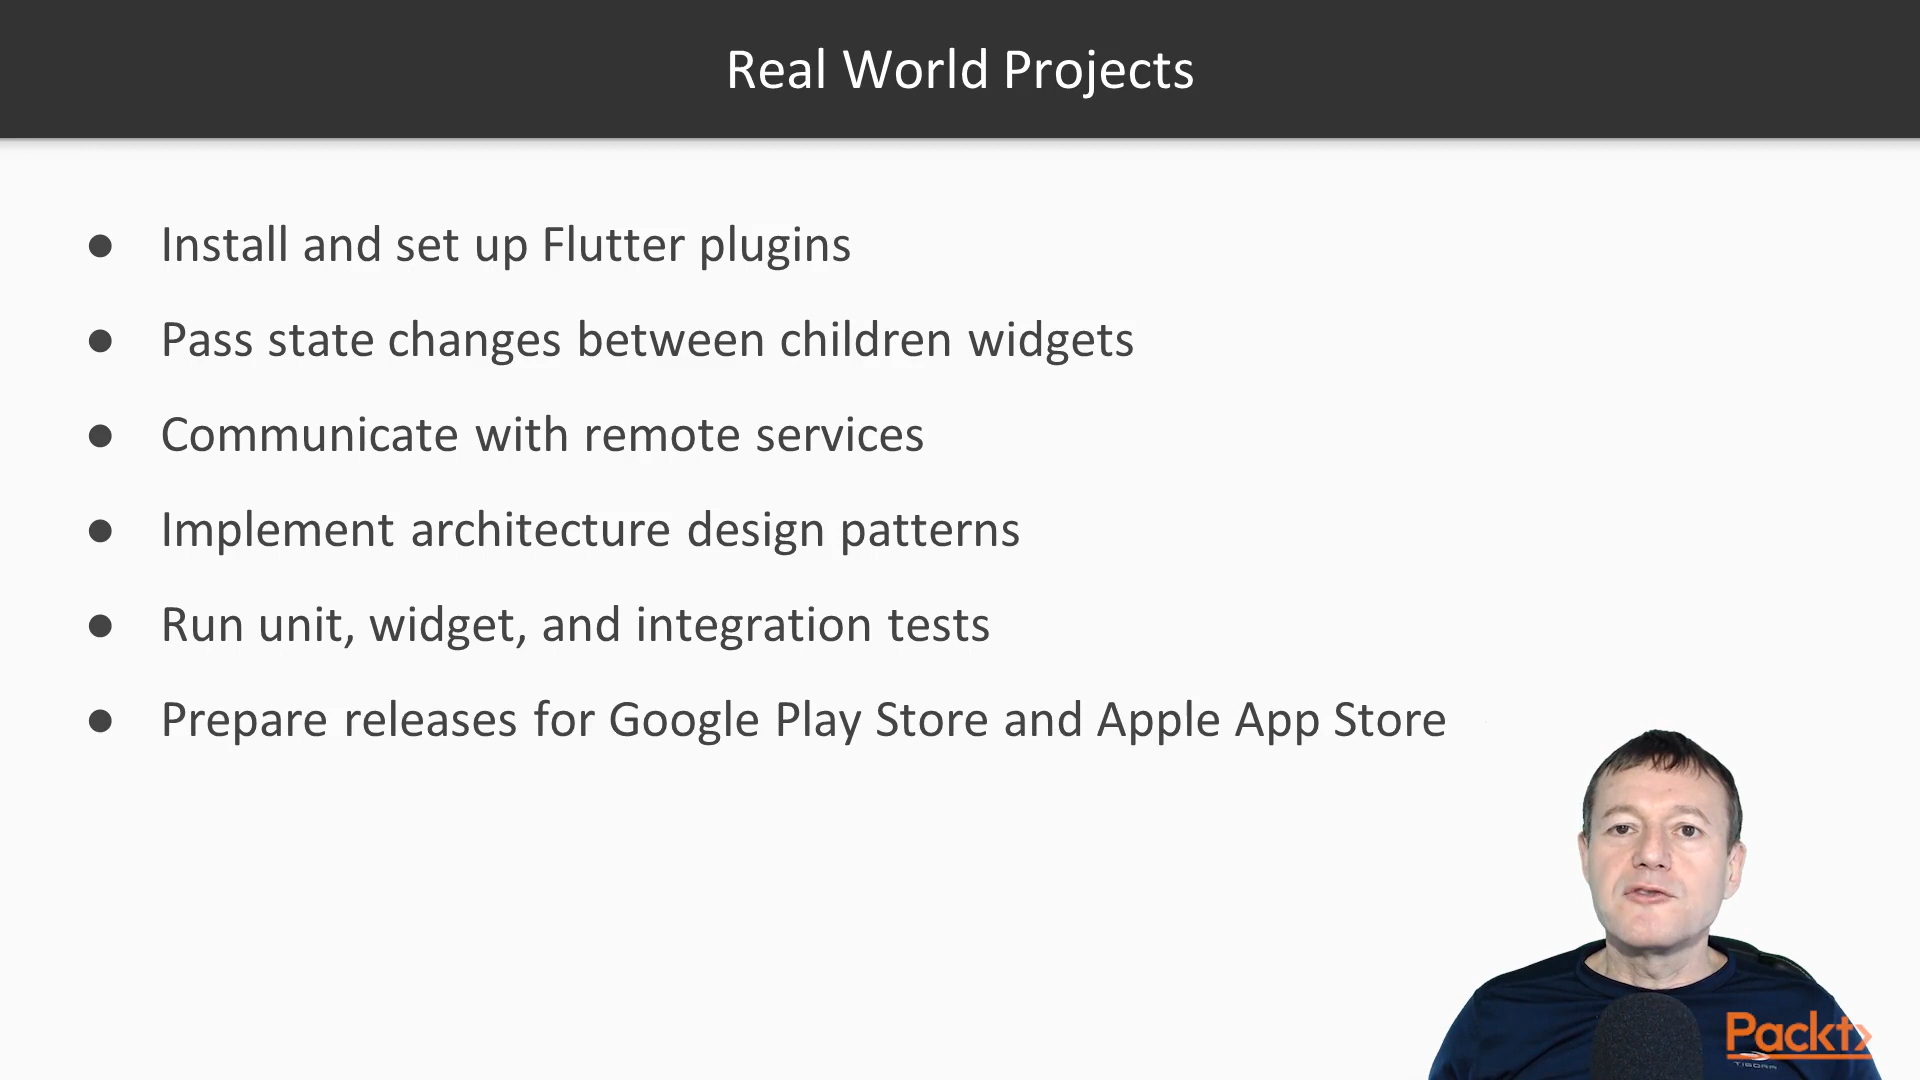 Real World Projects
● Install and set up Flutter plugins
● Pass state changes between children widgets
● Communicate with remote services
● Implement architecture design patterns
● Run unit, widget, and integration tests
● Prepare releases for Google Play Store and Apple App Store
Packt